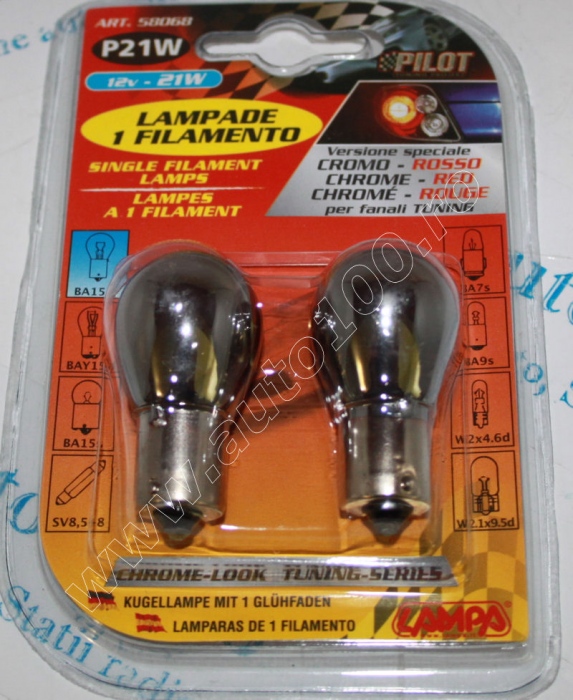 ART. 58068
P21W
12v - 21W
PILOT
LAMPADE
1 FILAMENTO
SINGLE FILAMENT
LAMPS
LAMPES
A 1 FILAMENT
Versione speciale
CROMO - ROSSO
CHROME - RED
CHROMÉ - ROUGE
per fanali TUNING
BA15
BAY15
BA15s
SV8,5-8
BA7s
BA9s
W2x4.6d
W2.1x9.5d
www.auto100.ro
CHROME-LOOK TUNING-SERIES
KUGELLAMPE MIT 1 GLÜHFADEN
LAMPARAS DE 1 FILAMENTO
LAMPA